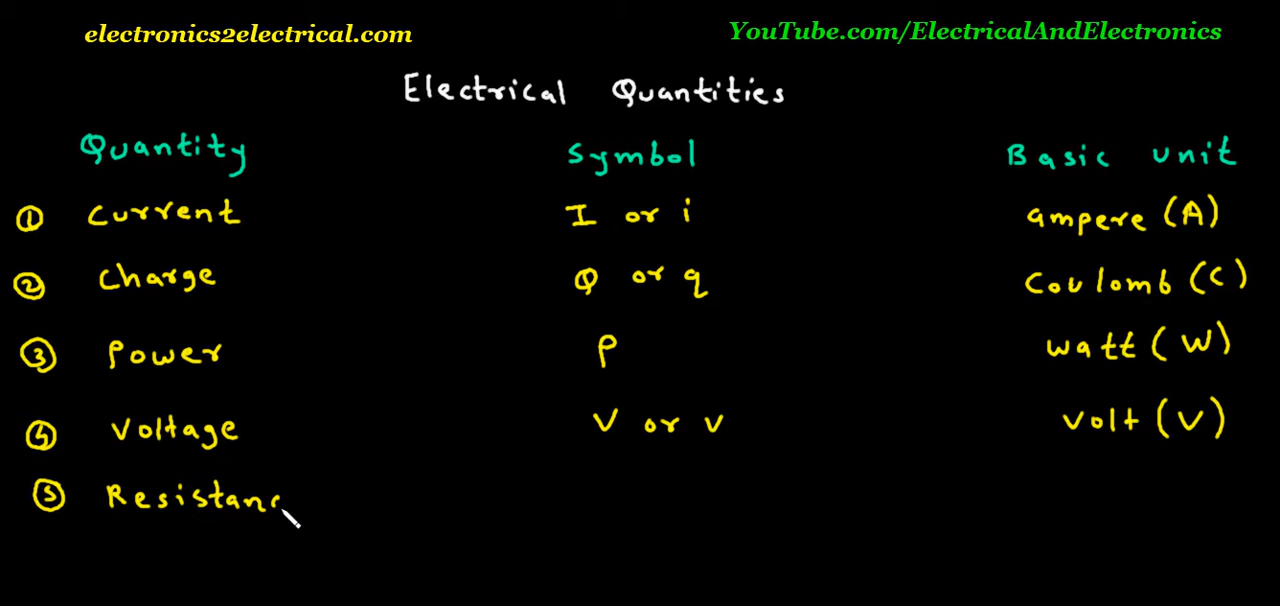 electronics2electrical.com YouTube.com/ElectricalAndElectronics
Electrical Quantities
Quantity Symbol Basic unit
① Current I or i ampere (A)
② Charge Q or q Coulomb (C)
③ Power P watt (W)
④ Voltage V or v Volt (V)
⑤ Resistanc